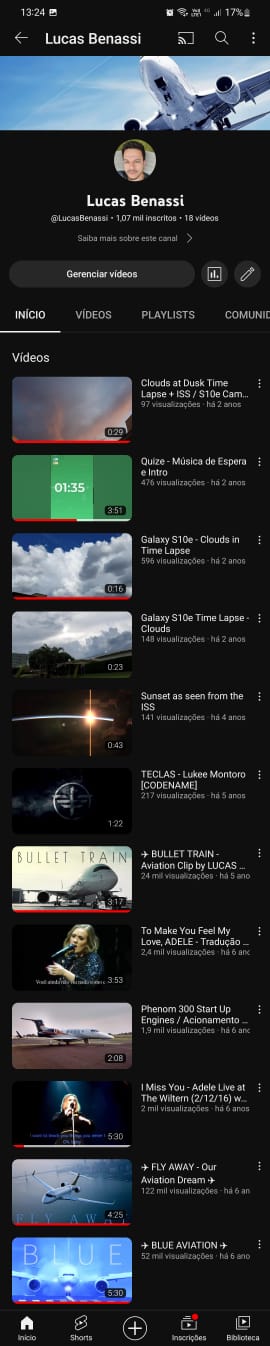 13:24 17%
Lucas Benassi
Lucas Benassi
@LucasBenassi • 1,07 mil inscritos • 18 vídeos
Saiba mais sobre este canal
Gerenciar vídeos
INÍCIO VÍDEOS PLAYLISTS COMUNID
Vídeos
Clouds at Dusk Time
Lapse + ISS / S10e Cam...
97 visualizações · há 2 anos
0:29
Quize - Música de Espera
e Intro
476 visualizações · há 2 anos
01:35
3:51
Galaxy S10e - Clouds in
Time Lapse
596 visualizações · há 2 anos
0:16
Galaxy S10e Time Lapse -
Clouds
148 visualizações · há 2 anos
0:23
Sunset as seen from the
ISS
141 visualizações · há 4 anos
0:43
TECLAS - Lukee Montoro
[CODENAME]
217 visualizações · há 5 anos
1:22
BULLET TRAIN
✈ BULLET TRAIN -
Aviation Clip by LUCAS ...
24 mil visualizações · há 5 anos
3:17
To Make You Feel My
Love, ADELE - Tradução ...
2,4 mil visualizações · há 6 anc
3:53
Phenom 300 Start Up
Engines / Acionamento ...
1,9 mil visualizações · há 6 anc
2:08
I Miss You - Adele Live at
The Wiltern (2/12/16) w...
2 mil visualizações · há 6 anos
5:30
✈ FLY AWAY - Our
Aviation Dream ✈
122 mil visualizações · há 6 an
4:25
FLY AWAY
BLUE
✈ BLUE AVIATION ✈
52 mil visualizações · há 6 ano
5:30
Início Shorts Inscrições Biblioteca